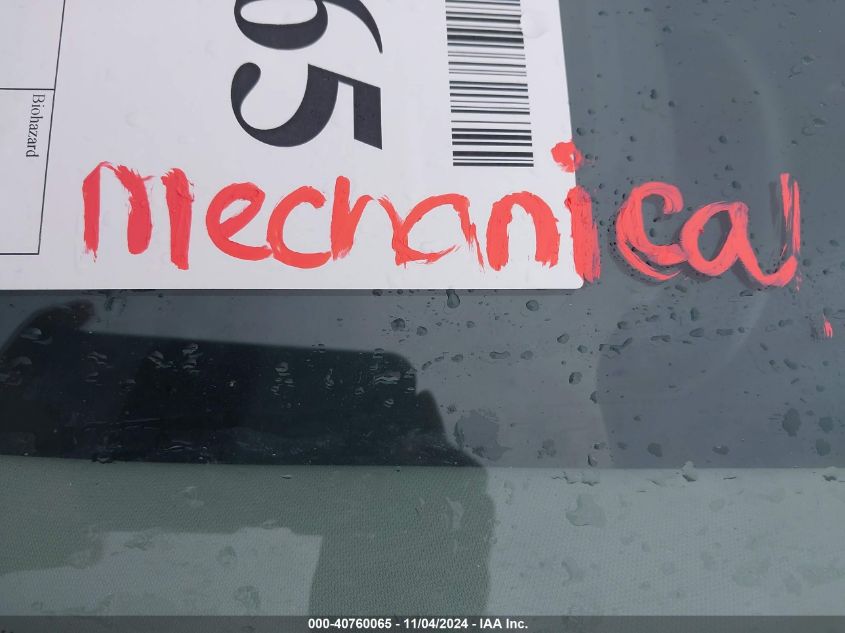 65
Biohazard
mechanical
000-40760065 - 11/04/2024 - IAA Inc.